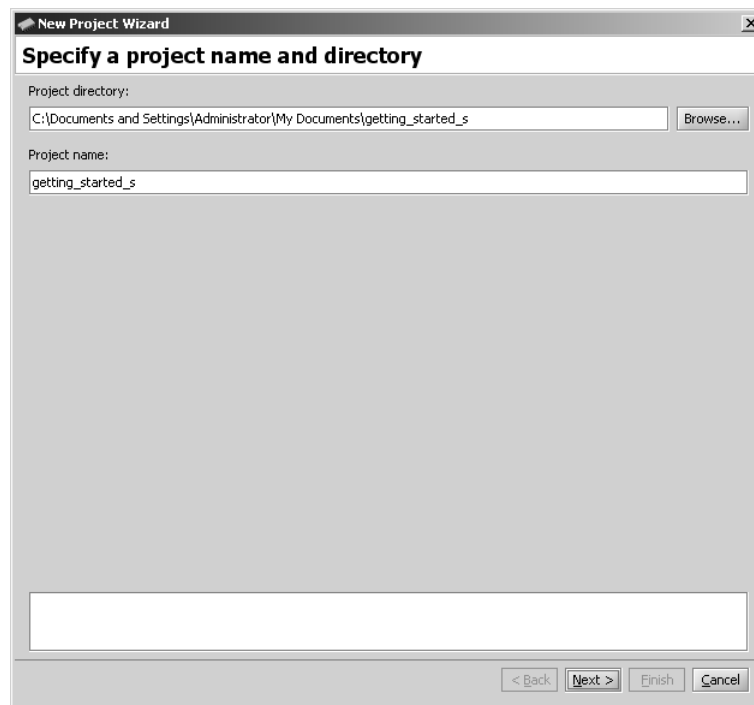 New Project Wizard
Specify a project name and directory
Project directory:
C:\Documents and Settings\Administrator\My Documents\getting_started_s
Browse...
Project name:
getting_started_s
< Back
Next >
Finish
Cancel